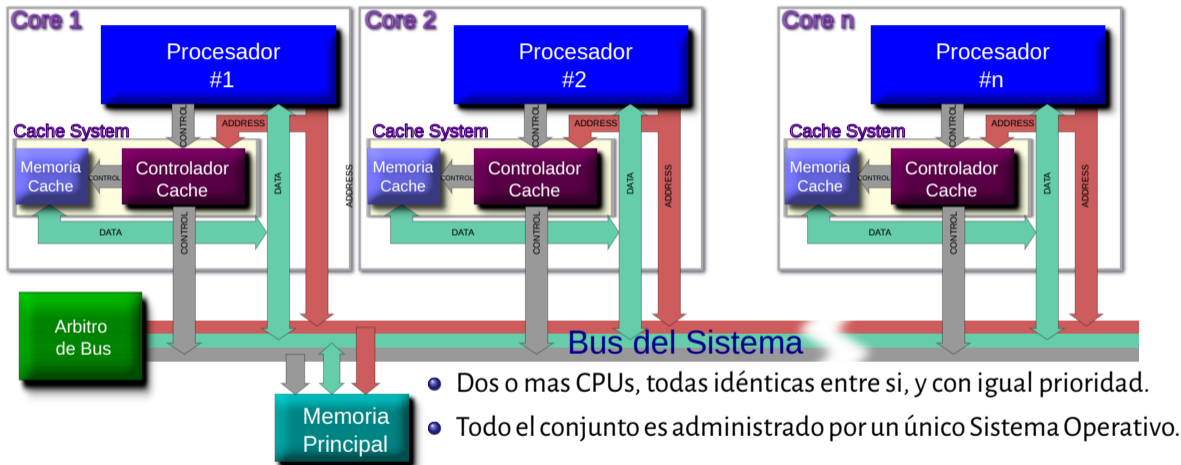 Core 1
Procesador
#1
CONTROL
ADDRESS
Cache System
Memoria
Cache
CONTROL
Controlador
Cache
DATA
ADDRESS
DATA
CONTROL
Core 2
Procesador
#2
CONTROL
ADDRESS
Cache System
Memoria
Cache
CONTROL
Controlador
Cache
DATA
ADDRESS
DATA
CONTROL
Core n
Procesador
#n
CONTROL
ADDRESS
Cache System
Memoria
Cache
CONTROL
Controlador
Cache
DATA
ADDRESS
DATA
CONTROL
Arbitro
de Bus
Bus del Sistema
Memoria
Principal
Dos o mas CPUs, todas idénticas entre si, y con igual prioridad.
Todo el conjunto es administrado por un único Sistema Operativo.